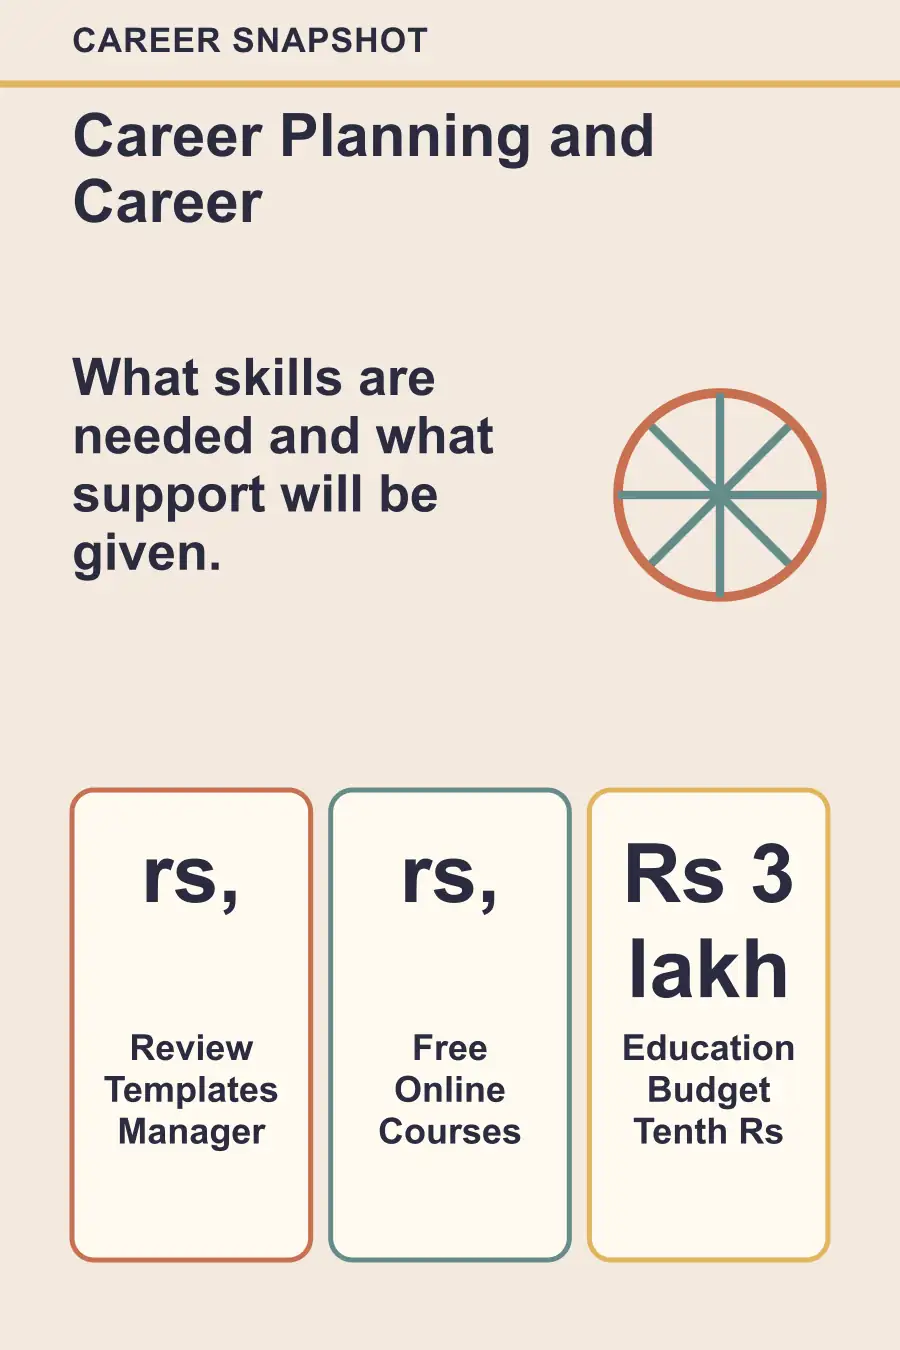 CAREER SNAPSHOT
Career Planning and
Career
What skills are
needed and what
support will be
given.
rs,
Review
Templates
Manager
rs,
Free
Online
Courses
Rs 3
lakh
Education
Budget
Tenth Rs